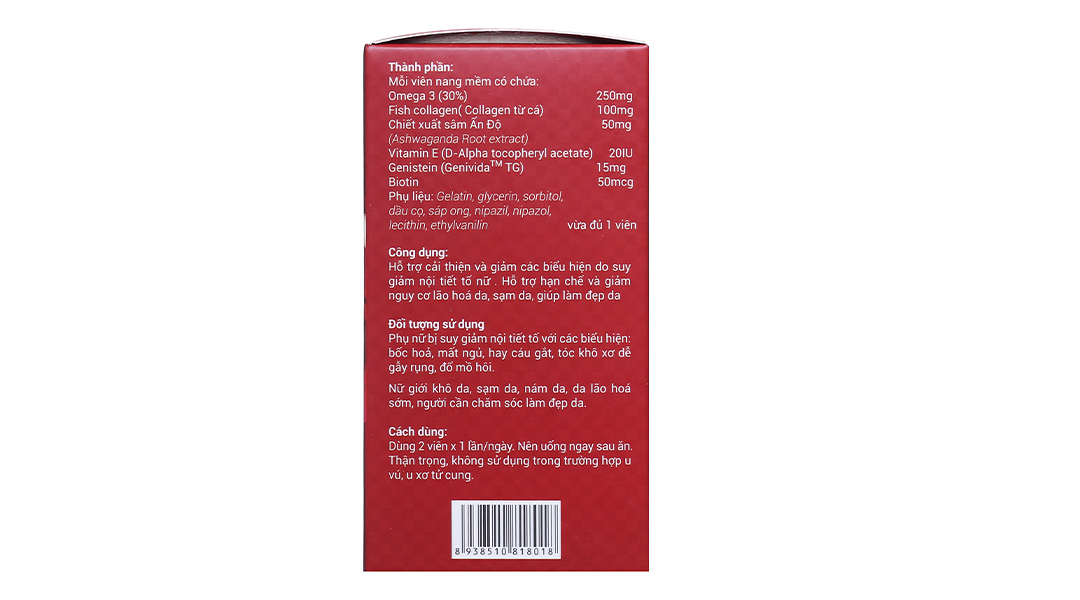 Thành phần:
Mỗi viên nang mềm có chứa:
Omega 3 (30%) 250mg
Fish collagen( Collagen từ cá) 100mg
Chiết xuất sâm Ấn Độ 50mg
(Ashwaganda Root extract)
Vitamin E (D-Alpha tocopheryl acetate) 20IU
Genistein (Genivida™ TG) 15mg
Biotin 50mcg
Phụ liệu: Gelatin, glycerin, sorbitol,
dầu cọ, sáp ong, nipazil, nipazol,
lecithin, ethylvanilin vừa đủ 1 viên
Công dụng:
Hỗ trợ cải thiện và giảm các biểu hiện do suy
giảm nội tiết tố nữ . Hỗ trợ hạn chế và giảm
nguy cơ lão hoá da, sạm da, giúp làm đẹp da
Đối tượng sử dụng
Phụ nữ bị suy giảm nội tiết tố với các biểu hiện:
bốc hoả, mất ngủ, hay cáu gắt, tóc khô xơ dễ
gẫy rụng, đổ mồ hôi.
Nữ giới khô da, sạm da, nám da, da lão hoá
sớm, người cần chăm sóc làm đẹp da.
Cách dùng:
Dùng 2 viên x 1 lần/ngày. Nên uống ngay sau ăn.
Thận trọng, không sử dụng trong trường hợp u
vú, u xơ tử cung.
8 938510 818018